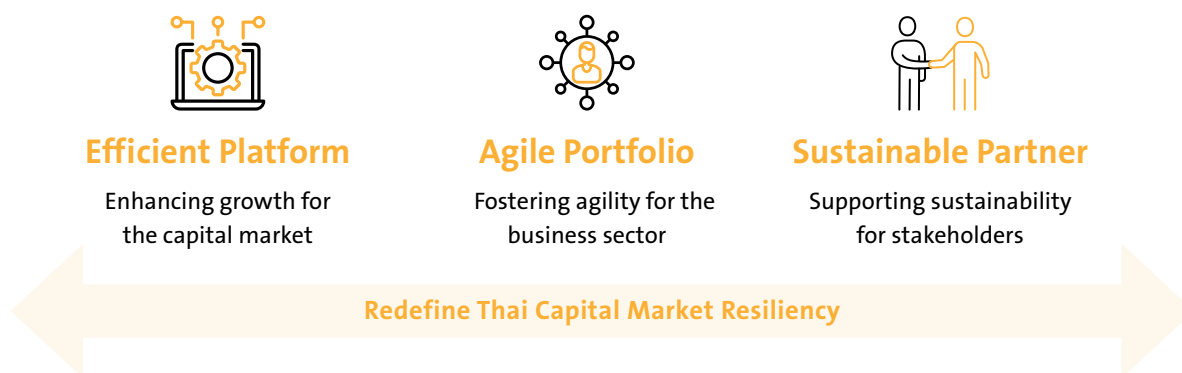 Efficient Platform
Enhancing growth for
the capital market
Agile Portfolio
Fostering agility for the
business sector
Sustainable Partner
Supporting sustainability
for stakeholders
Redefine Thai Capital Market Resiliency